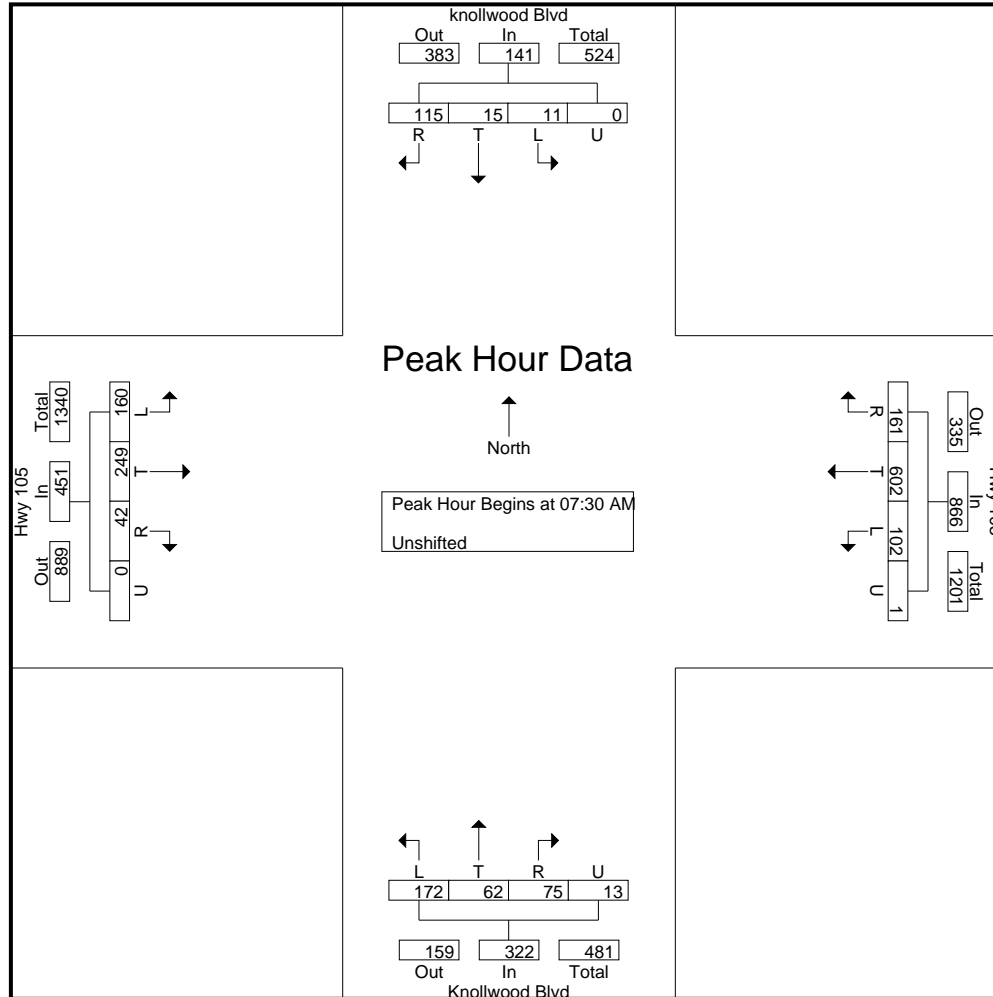 knollwood Blvd
Out In Total
383 141 524
115 15 11 0
R T L U
Peak Hour Data
North
Peak Hour Begins at 07:30 AM
Unshifted
Hwy 105
Total In Out
1340 451 889
160 249 42 0
L T R U
R T L U
161 602 102 1
335 866 1201
Out In Total
L T R U
172 62 75 13
159 322 481
Out In Total
Knollwood Blvd